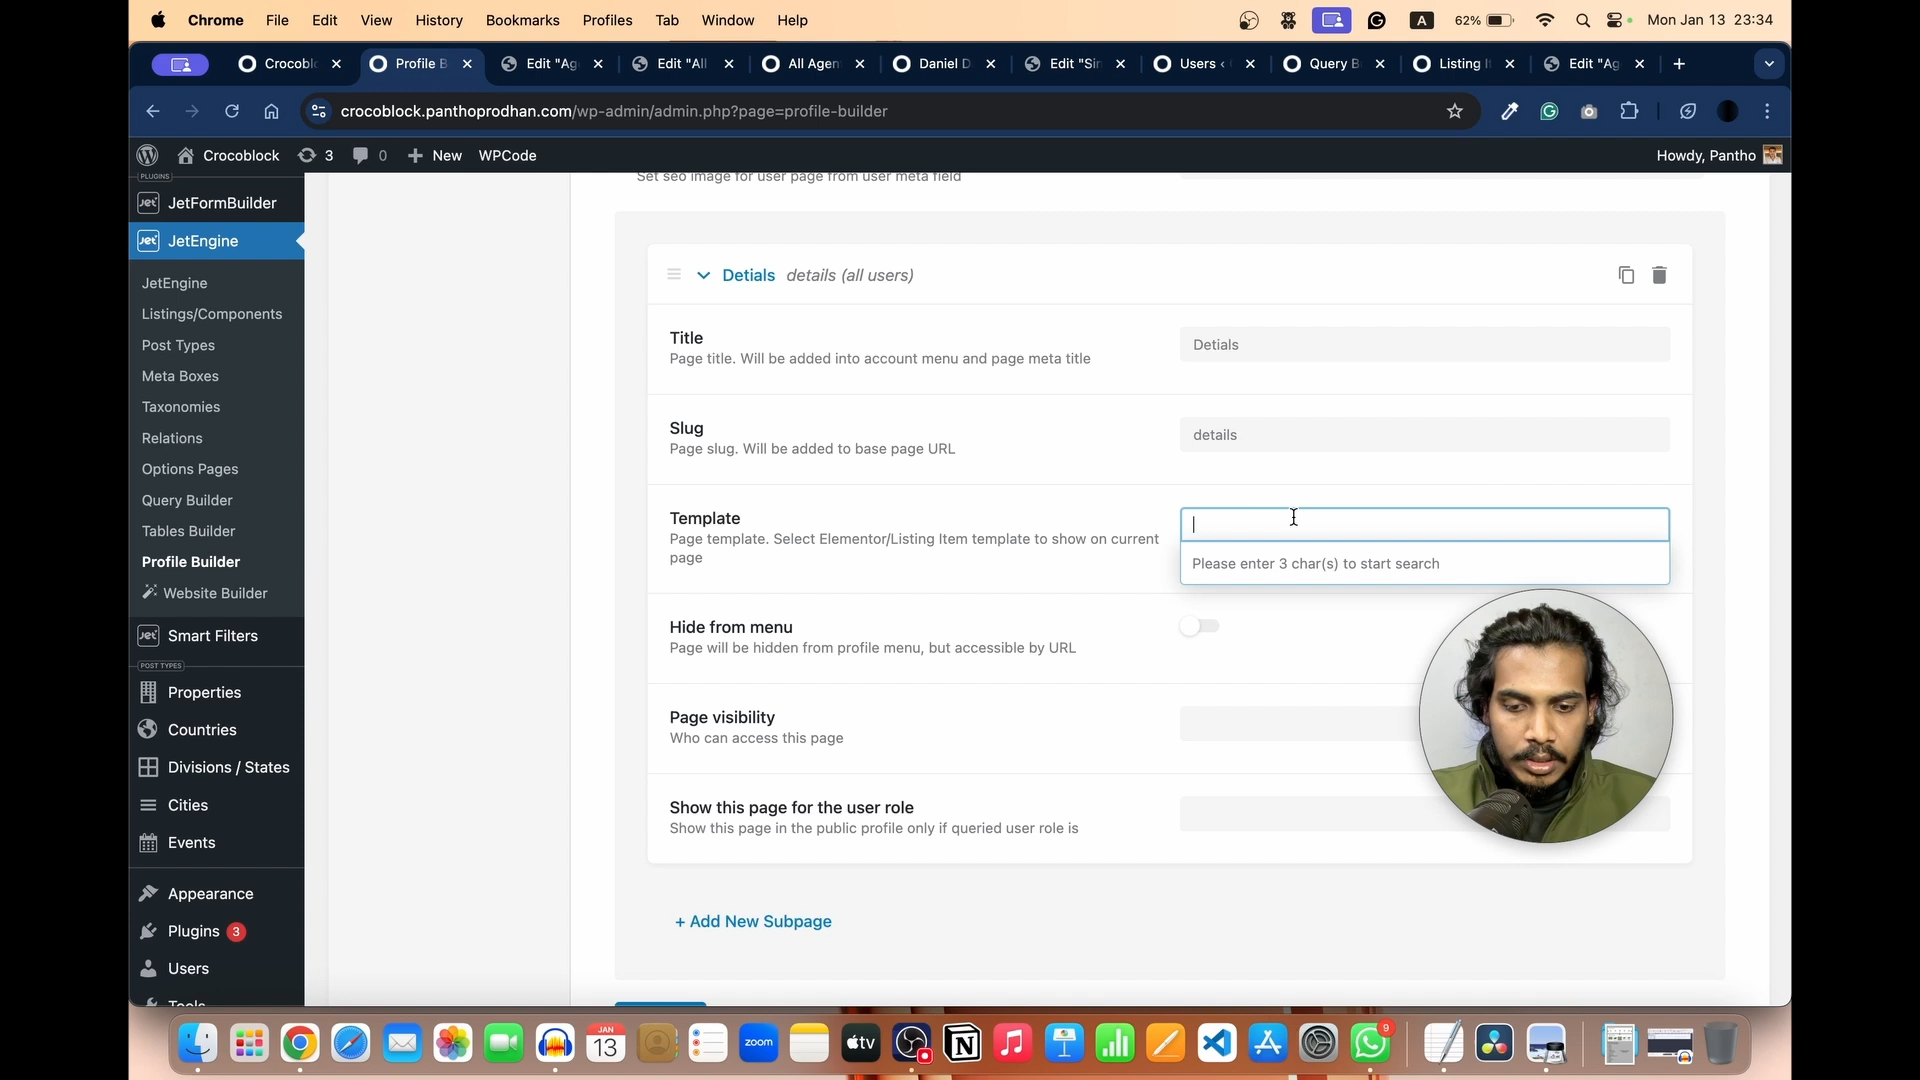 Chrome File Edit View History Bookmarks Profiles Tab Window Help A 62% Mon Jan 13 23:34
Crocobl Profile B Edit "Ag Edit "All All Agen Daniel D Edit "Sin Users ‹ Query B Listing It Edit "Ag
crocoblock.panthoprodhan.com/wp-admin/admin.php?page=profile-builder
Crocoblock 3 0 New WPCode Howdy, Pantho
PLUGINS
JetFormBuilder
JetEngine
JetEngine
Listings/Components
Post Types
Meta Boxes
Taxonomies
Relations
Options Pages
Query Builder
Tables Builder
Profile Builder
Website Builder
Smart Filters
POST TYPES
Properties
Countries
Divisions / States
Cities
Events
Appearance
Plugins 3
Users
Tools
Set seo image for user page from user meta field
Detials details (all users)
Title
Page title. Will be added into account menu and page meta title
Detials
Slug
Page slug. Will be added to base page URL
details
Template
Page template. Select Elementor/Listing Item template to show on current
page
Please enter 3 char(s) to start search
Hide from menu
Page will be hidden from profile menu, but accessible by URL
Page visibility
Who can access this page
Show this page for the user role
Show this page in the public profile only if queried user role is
+ Add New Subpage
JAN
13
zoom
tv
9